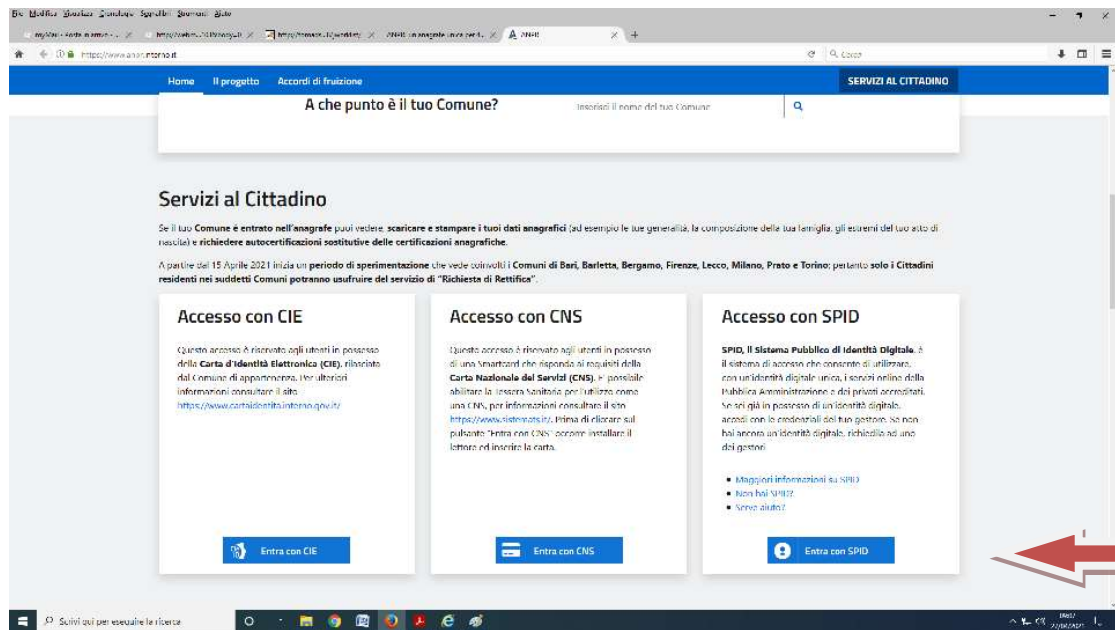 File Modifica Visualizza Cronologia Segnalibri Strumenti Aiuto
ANPR
https://www.anpr.interno.it
Cerca
Home Il progetto Accordi di fruizione SERVIZI AL CITTADINO
A che punto è il tuo Comune? Inserisci il nome del tuo Comune
Servizi al Cittadino
Se il tuo Comune è entrato nell'anagrafe puoi vedere, scaricare e stampare i tuoi dati anagrafici (ad esempio le tue generalità, la composizione della tua famiglia, gli estremi del tuo atto di
nascita) e richiedere autocertificazioni sostitutive delle certificazioni anagrafiche.
A partire dal 15 Aprile 2021 inizia un periodo di sperimentazione che vede coinvolti i Comuni di Bari, Barletta, Bergamo, Firenze, Lecco, Milano, Prato e Torino; pertanto solo i Cittadini
residenti nei suddetti Comuni potranno usufruire del servizio di "Richiesta di Rettifica".
Accesso con CIE
Questo accesso è riservato agli utenti in possesso
della Carta d'Identità Elettronica (CIE), rilasciata
dal Comune di appartenenza. Per ulteriori
informazioni consultare il sito
https://www.cartaidentita.interno.gov.it/
Entra con CIE
Accesso con CNS
Questo accesso è riservato agli utenti in possesso
di una Smartcard che risponda ai requisiti della
Carta Nazionale dei Servizi (CNS). E' possibile
abilitare la Tessera Sanitaria per l'utilizzo come
una CNS, per informazioni consultare il sito
https://www.sistemats.it/. Prima di cliccare sul
pulsante "Entra con CNS" occorre installare il
lettore ed inserire la carta.
Entra con CNS
Accesso con SPID
SPID, il Sistema Pubblico di Identità Digitale, è
il sistema di accesso che consente di utilizzare,
con un'identità digitale unica, i servizi online della
Pubblica Amministrazione e dei privati accreditati.
Se sei già in possesso di un'identità digitale,
accedi con le credenziali del tuo gestore. Se non
hai ancora un'identità digitale, richiedila ad uno
dei gestori
Maggiori informazioni su SPID
Non hai SPID?
Serve aiuto?
Entra con SPID
Scrivi qui per eseguire la ricerca